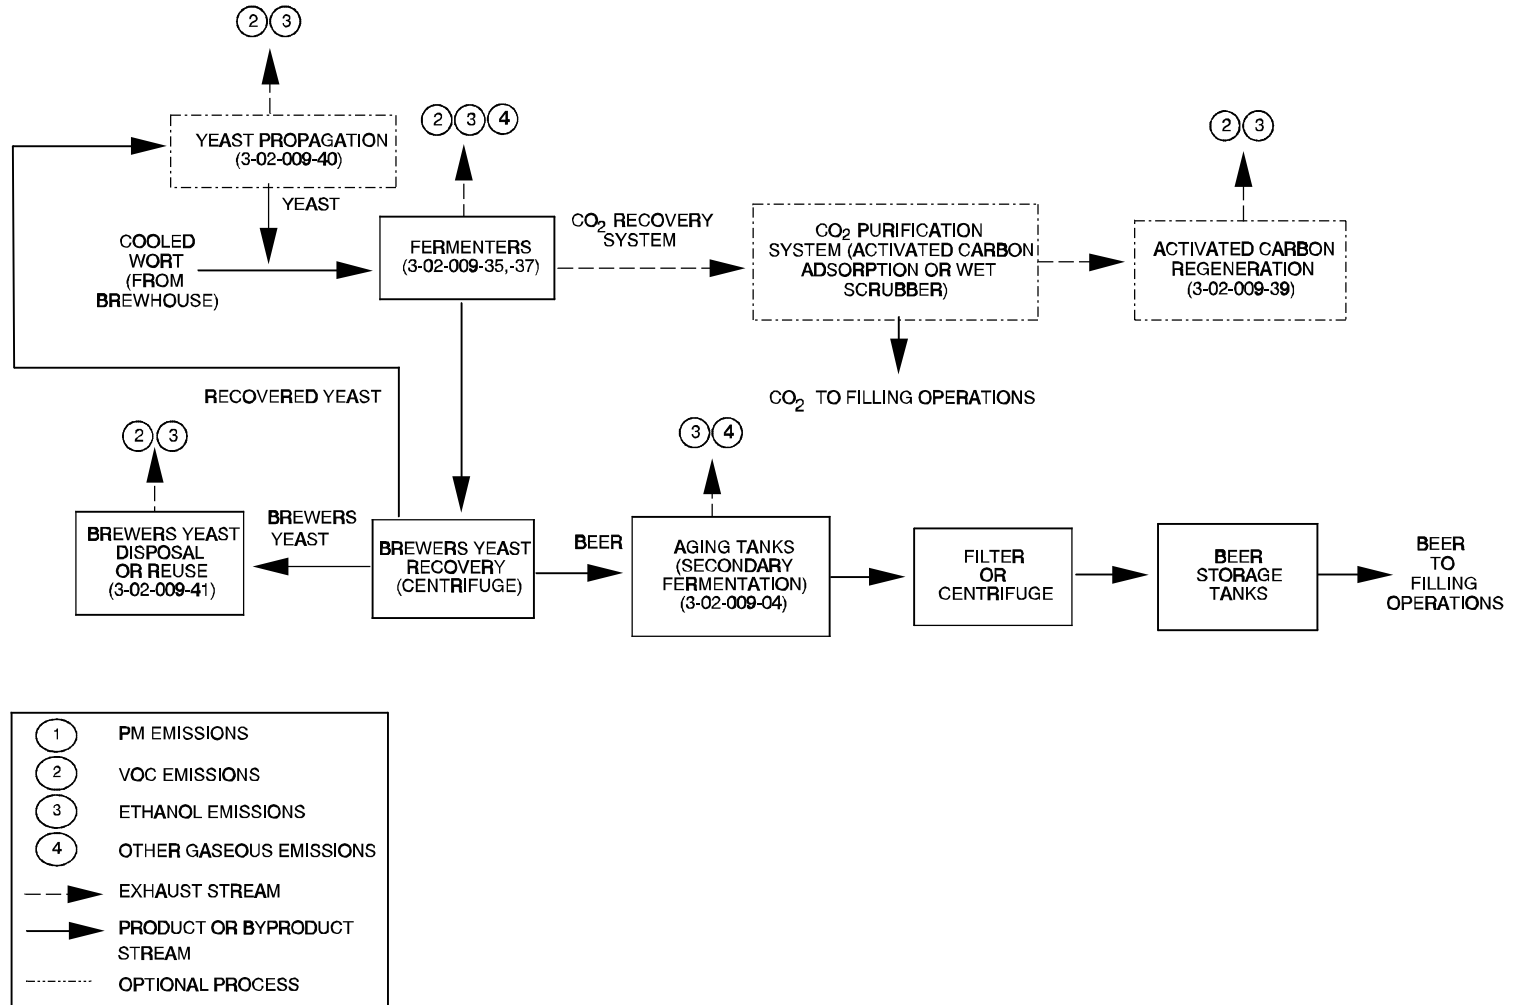 2 3
YEAST PROPAGATION
(3-02-009-40)
YEAST
COOLED
WORT
(FROM
BREWHOUSE)
2 3 4
FERMENTERS
(3-02-009-35,-37)
CO2 RECOVERY
SYSTEM
CO2 PURIFICATION
SYSTEM (ACTIVATED CARBON
ADSORPTION OR WET
SCRUBBER)
2 3
ACTIVATED CARBON
REGENERATION
(3-02-009-39)
CO2 TO FILLING OPERATIONS
RECOVERED YEAST
2 3
BREWERS YEAST
DISPOSAL
OR REUSE
(3-02-009-41)
BREWERS
YEAST
BREWERS YEAST
RECOVERY
(CENTRIFUGE)
BEER
3 4
AGING TANKS
(SECONDARY
FERMENTATION)
(3-02-009-04)
FILTER
OR
CENTRIFUGE
BEER
STORAGE
TANKS
BEER
TO
FILLING
OPERATIONS
1 PM EMISSIONS
2 VOC EMISSIONS
3 ETHANOL EMISSIONS
4 OTHER GASEOUS EMISSIONS
EXHAUST STREAM
PRODUCT OR BYPRODUCT
STREAM
OPTIONAL PROCESS